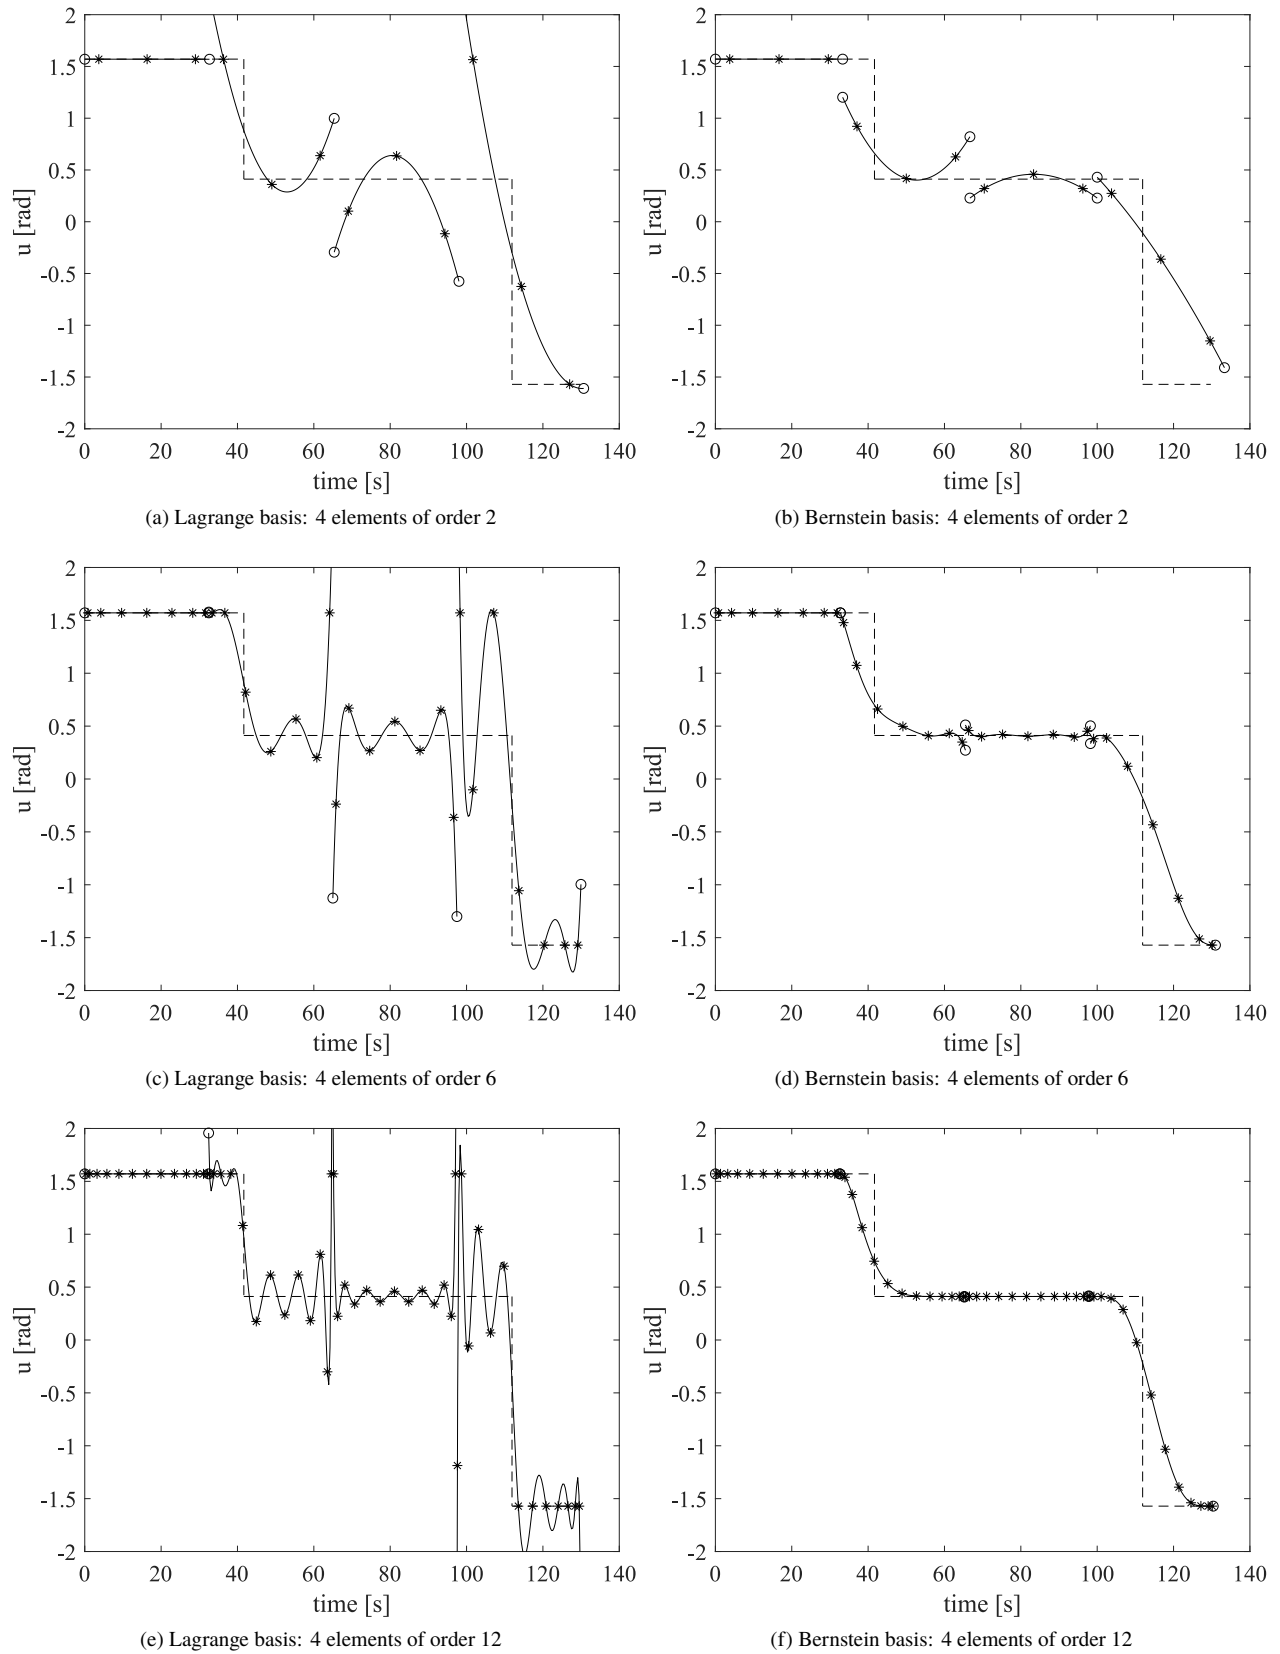 2
1.5
1
0.5
0
-0.5
-1
-1.5
-2
u [rad]
0 20 40 60 80 100 120 140
time [s]
(a) Lagrange basis: 4 elements of order 2
2
1.5
1
0.5
0
-0.5
-1
-1.5
-2
u [rad]
0 20 40 60 80 100 120 140
time [s]
(b) Bernstein basis: 4 elements of order 2
2
1.5
1
0.5
0
-0.5
-1
-1.5
-2
u [rad]
0 20 40 60 80 100 120 140
time [s]
(c) Lagrange basis: 4 elements of order 6
2
1.5
1
0.5
0
-0.5
-1
-1.5
-2
u [rad]
0 20 40 60 80 100 120 140
time [s]
(d) Bernstein basis: 4 elements of order 6
2
1.5
1
0.5
0
-0.5
-1
-1.5
-2
u [rad]
0 20 40 60 80 100 120 140
time [s]
(e) Lagrange basis: 4 elements of order 12
2
1.5
1
0.5
0
-0.5
-1
-1.5
-2
u [rad]
0 20 40 60 80 100 120 140
time [s]
(f) Bernstein basis: 4 elements of order 12